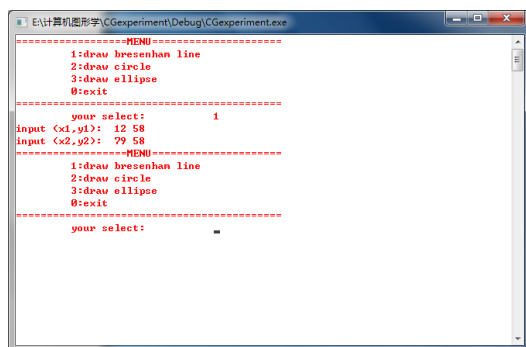 E:\计算机图形学\CGexperiment\Debug\CGexperiment.exe
==================MENU=====================
1:draw bresenham line
2:draw circle
3:draw ellipse
0:exit
===========================================
your select: 1
input (x1,y1): 12 58
input (x2,y2): 79 58
==================MENU=====================
1:draw bresenham line
2:draw circle
3:draw ellipse
0:exit
===========================================
your select: